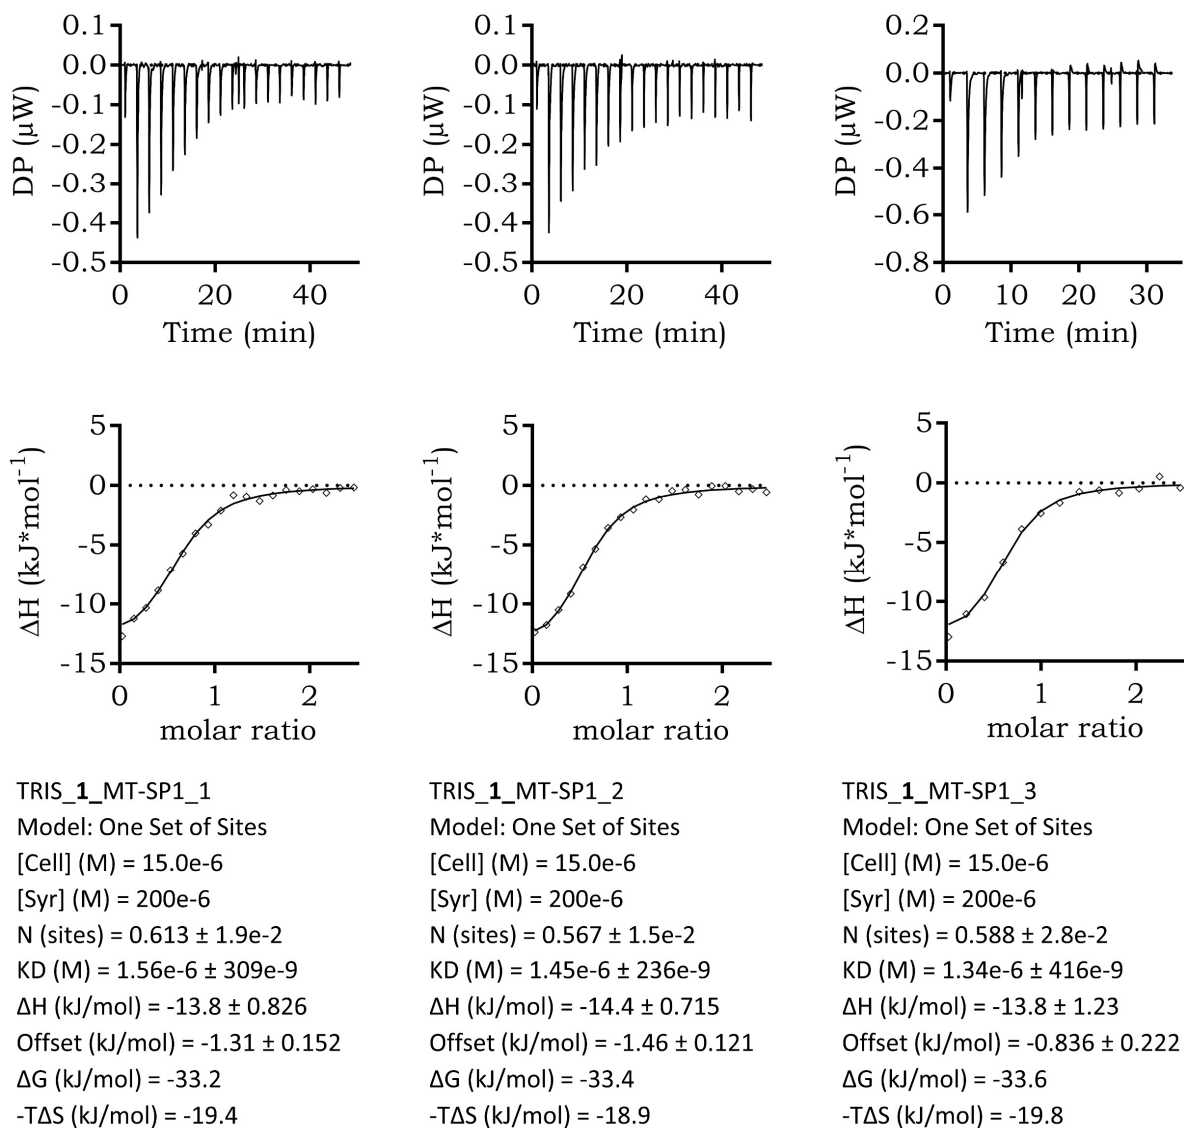 0.1
0.0
-0.1
-0.2
-0.3
-0.4
-0.5
DP (µW)
0 20 40
Time (min)
0.1
0.0
-0.1
-0.2
-0.3
-0.4
-0.5
DP (µW)
0 20 40
Time (min)
0.2
0.0
-0.2
-0.4
-0.6
-0.8
DP (µW)
0 10 20 30
Time (min)
5
0
-5
-10
-15
ΔH (kJ*mol⁻¹)
0 1 2
molar ratio
5
0
-5
-10
-15
ΔH (kJ*mol⁻¹)
0 1 2
molar ratio
5
0
-5
-10
-15
ΔH (kJ*mol⁻¹)
0 1 2
molar ratio
TRIS_1_MT-SP1_1
Model: One Set of Sites
[Cell] (M) = 15.0e-6
[Syr] (M) = 200e-6
N (sites) = 0.613 ± 1.9e-2
KD (M) = 1.56e-6 ± 309e-9
ΔH (kJ/mol) = -13.8 ± 0.826
Offset (kJ/mol) = -1.31 ± 0.152
ΔG (kJ/mol) = -33.2
-TΔS (kJ/mol) = -19.4
TRIS_1_MT-SP1_2
Model: One Set of Sites
[Cell] (M) = 15.0e-6
[Syr] (M) = 200e-6
N (sites) = 0.567 ± 1.5e-2
KD (M) = 1.45e-6 ± 236e-9
ΔH (kJ/mol) = -14.4 ± 0.715
Offset (kJ/mol) = -1.46 ± 0.121
ΔG (kJ/mol) = -33.4
-TΔS (kJ/mol) = -18.9
TRIS_1_MT-SP1_3
Model: One Set of Sites
[Cell] (M) = 15.0e-6
[Syr] (M) = 200e-6
N (sites) = 0.588 ± 2.8e-2
KD (M) = 1.34e-6 ± 416e-9
ΔH (kJ/mol) = -13.8 ± 1.23
Offset (kJ/mol) = -0.836 ± 0.222
ΔG (kJ/mol) = -33.6
-TΔS (kJ/mol) = -19.8